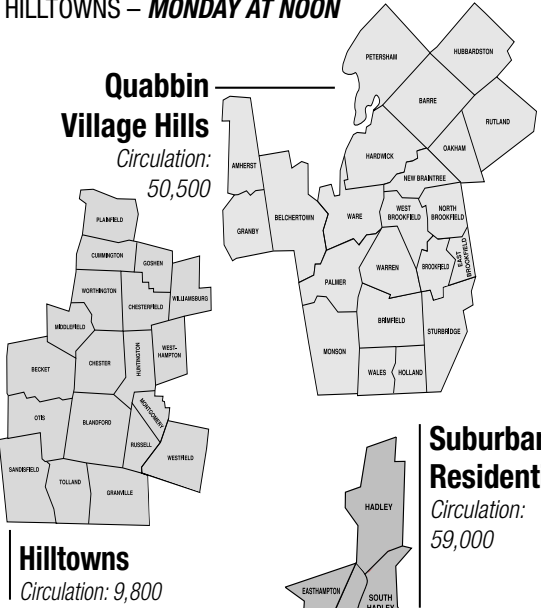 HILLTOWNS – MONDAY AT NOON
Quabbin
Village Hills
Circulation:
50,500
PETERSHAM
HUBBARDSTON
BARRE
RUTLAND
OAKHAM
HARDWICK
NEW BRAINTREE
AMHERST
BELCHERTOWN
GRANBY
WARE
WEST
BROOKFIELD
NORTH
BROOKFIELD
PALMER
WARREN
BROOKFIELD
EAST
BROOKFIELD
BRIMFIELD
STURBRIDGE
MONSON
WALES
HOLLAND
PLAINFIELD
CUMMINGTON
GOSHEN
WORTHINGTON
CHESTERFIELD
WILLIAMSBURG
MIDDLEFIELD
CHESTER
HUNTINGTON
WEST-
HAMPTON
BECKET
OTIS
BLANDFORD
MONTGOMERY
RUSSELL
WESTFIELD
SANDISFIELD
TOLLAND
GRANVILLE
Hilltowns
Circulation: 9,800
Suburban
Resident
Circulation:
59,000
HADLEY
EASTHAMPTON
SOUTH
HADLEY